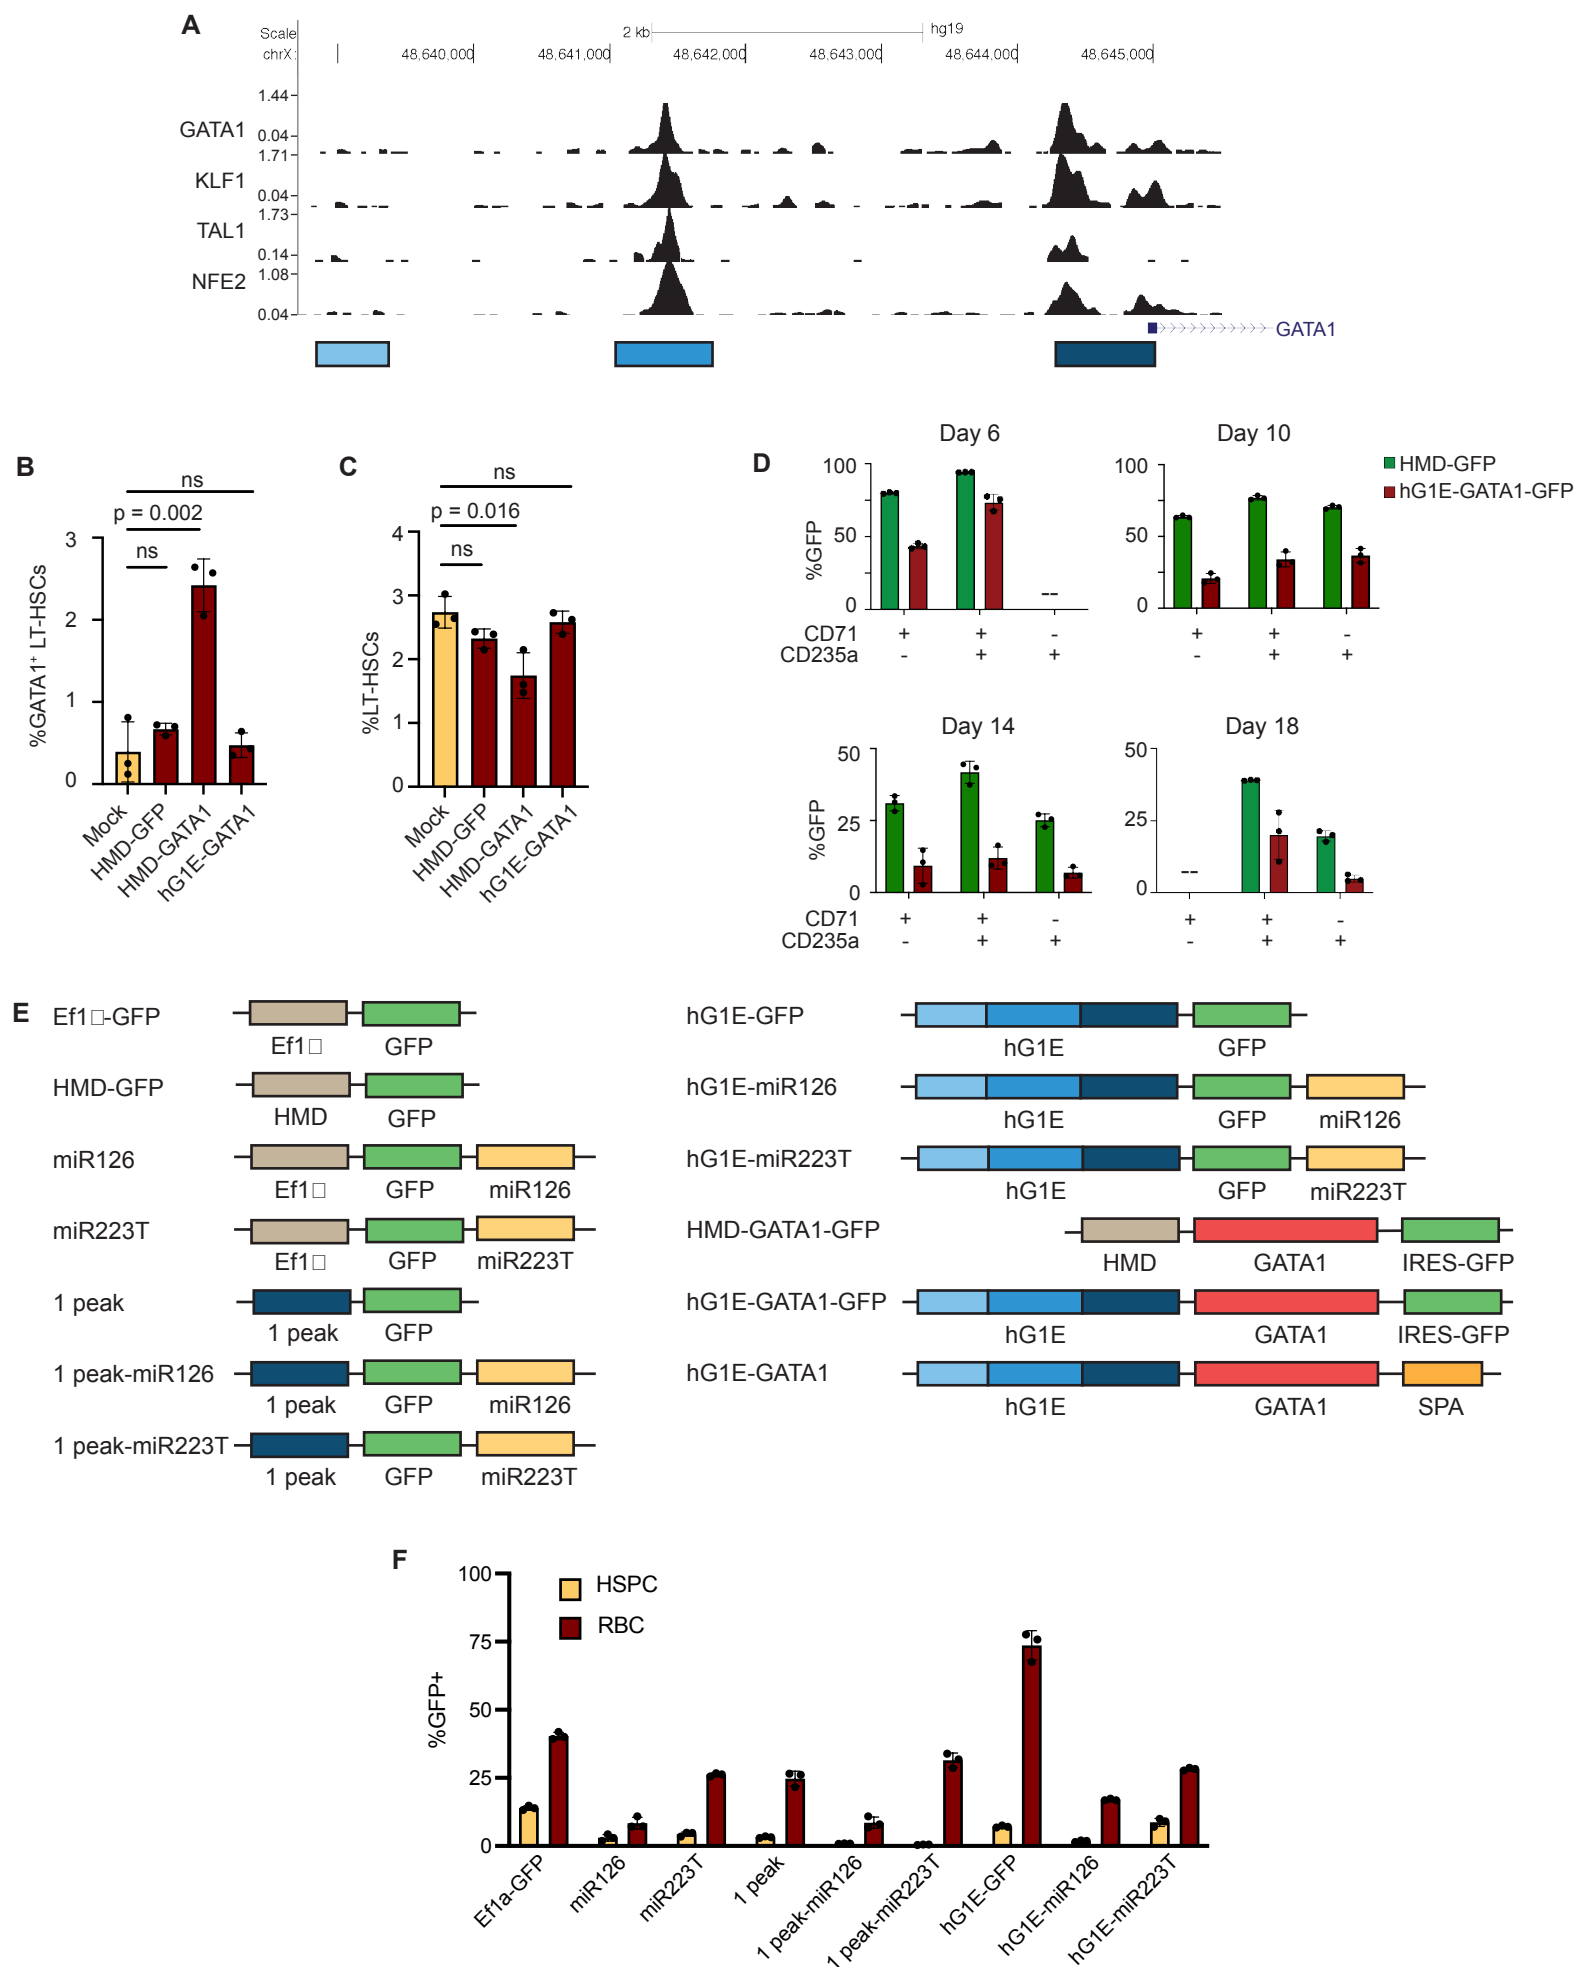 A
Scale
2 kb
hg19
chrX:
48,640,000
48,641,000
48,642,000
48,643,000
48,644,000
48,645,000
1.44
GATA1
0.04
1.71
KLF1
0.04
1.73
TAL1
0.14
1.08
NFE2
0.04
GATA1
B
ns
p = 0.002
ns
3
2
1
0
%GATA1+ LT-HSCs
Mock
HMD-GFP
HMD-GATA1
hG1E-GATA1
C
ns
p = 0.016
ns
4
3
2
1
0
%LT-HSCs
Mock
HMD-GFP
HMD-GATA1
hG1E-GATA1
D
Day 6
100
50
0
%GFP
--
CD71 + + -
CD235a - + +
Day 10
100
50
0
+ + -
- + +
HMD-GFP
hG1E-GATA1-GFP
Day 14
50
25
0
%GFP
CD71 + + -
CD235a - + +
Day 18
50
25
0
--
+ + -
- + +
E
Ef1□-GFP
Ef1□ GFP
HMD-GFP
HMD GFP
miR126
Ef1□ GFP miR126
miR223T
Ef1□ GFP miR223T
1 peak
1 peak GFP
1 peak-miR126
1 peak GFP miR126
1 peak-miR223T
1 peak GFP miR223T
hG1E-GFP
hG1E GFP
hG1E-miR126
hG1E GFP miR126
hG1E-miR223T
hG1E GFP miR223T
HMD-GATA1-GFP
HMD GATA1 IRES-GFP
hG1E-GATA1-GFP
hG1E GATA1 IRES-GFP
hG1E-GATA1
hG1E GATA1 SPA
F
100
75
50
25
0
%GFP+
HSPC
RBC
Ef1a-GFP
miR126
miR223T
1 peak
1 peak-miR126
1 peak-miR223T
hG1E-GFP
hG1E-miR126
hG1E-miR223T